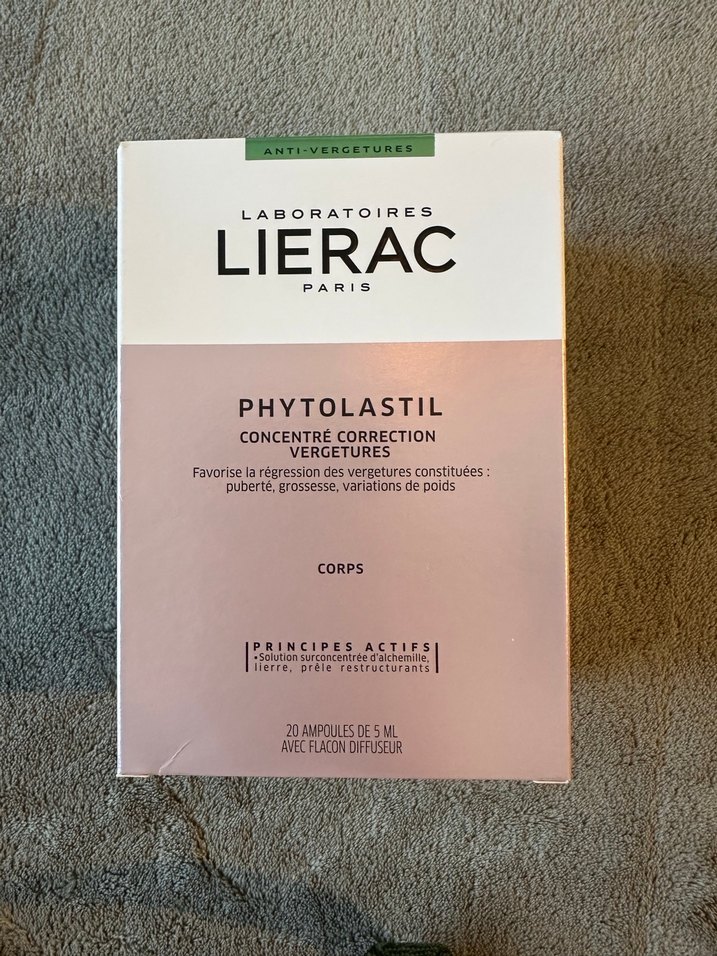 ANTI-VERGETURES
LABORATOIRES
LIERAC
PARIS
PHYTOLASTIL
CONCENTRÉ CORRECTION
VERGETURES
Favorise la régression des vergetures constituées :
puberté, grossesse, variations de poids
CORPS
PRINCIPES ACTIFS
•Solution surconcentrée d'alchemille,
lierre, prêle restructurants
20 AMPOULES DE 5 ML
AVEC FLACON DIFFUSEUR